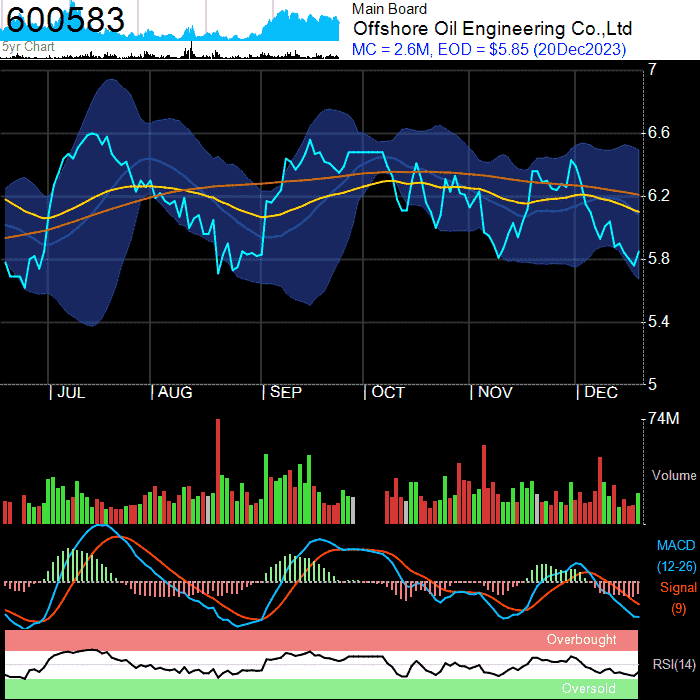 600583
5yr Chart
Main Board
Offshore Oil Engineering Co.,Ltd
MC = 2.6M, EOD = $5.85 (20Dec2023)
7
6.6
6.2
5.8
5.4
5
JUL AUG SEP OCT NOV DEC
74M
Volume
MACD
(12-26)
Signal
(9)
Overbought
RSI(14)
Oversold